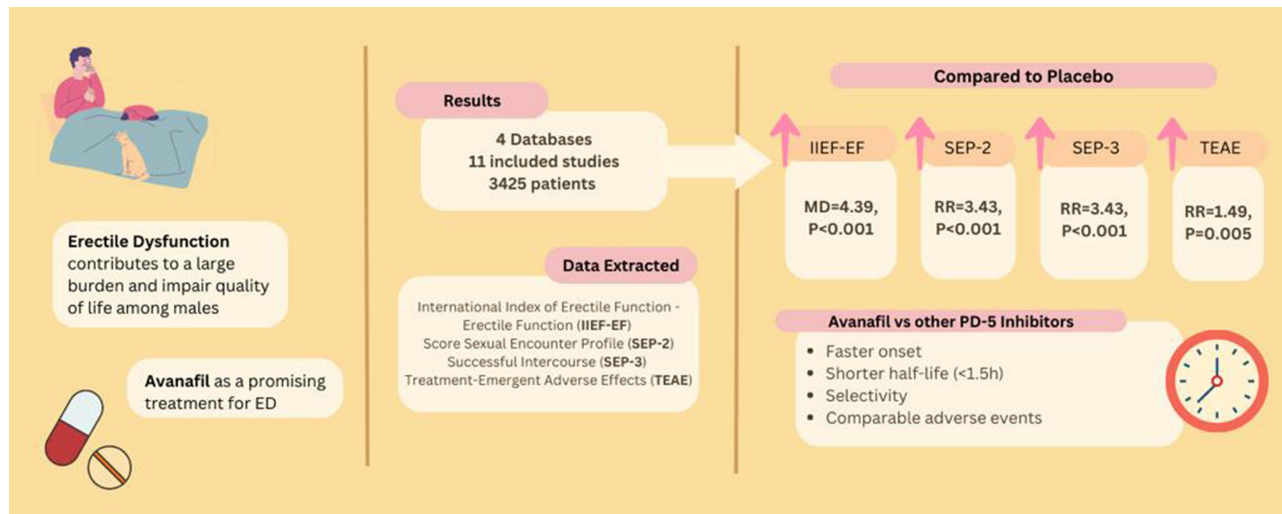 Erectile Dysfunction
contributes to a large
burden and impair quality
of life among males
Avanafil as a promising
treatment for ED
Results
4 Databases
11 included studies
3425 patients
Data Extracted
International Index of Erectile Function -
Erectile Function (IIEF-EF)
Score Sexual Encounter Profile (SEP-2)
Successful Intercourse (SEP-3)
Treatment-Emergent Adverse Effects (TEAE)
Compared to Placebo
IIEF-EF
MD=4.39,
P<0.001
SEP-2
RR=3.43,
P<0.001
SEP-3
RR=3.43,
P<0.001
TEAE
RR=1.49,
P=0.005
Avanafil vs other PD-5 Inhibitors
• Faster onset
• Shorter half-life (<1.5h)
• Selectivity
• Comparable adverse events